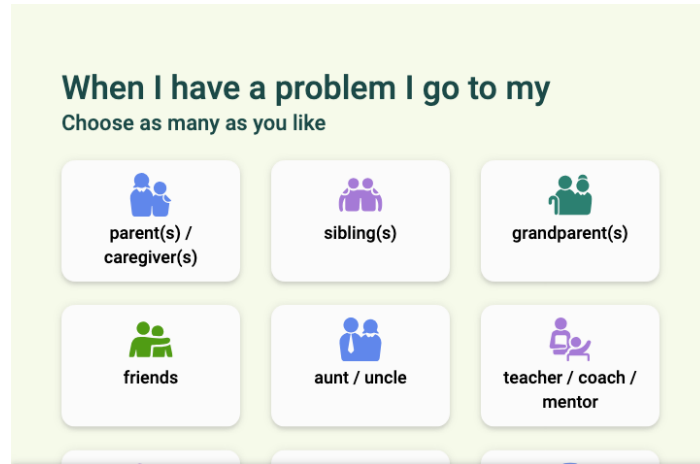 When I have a problem I go to my
Choose as many as you like
parent(s) /
caregiver(s)
sibling(s)
grandparent(s)
friends
aunt / uncle
teacher / coach /
mentor